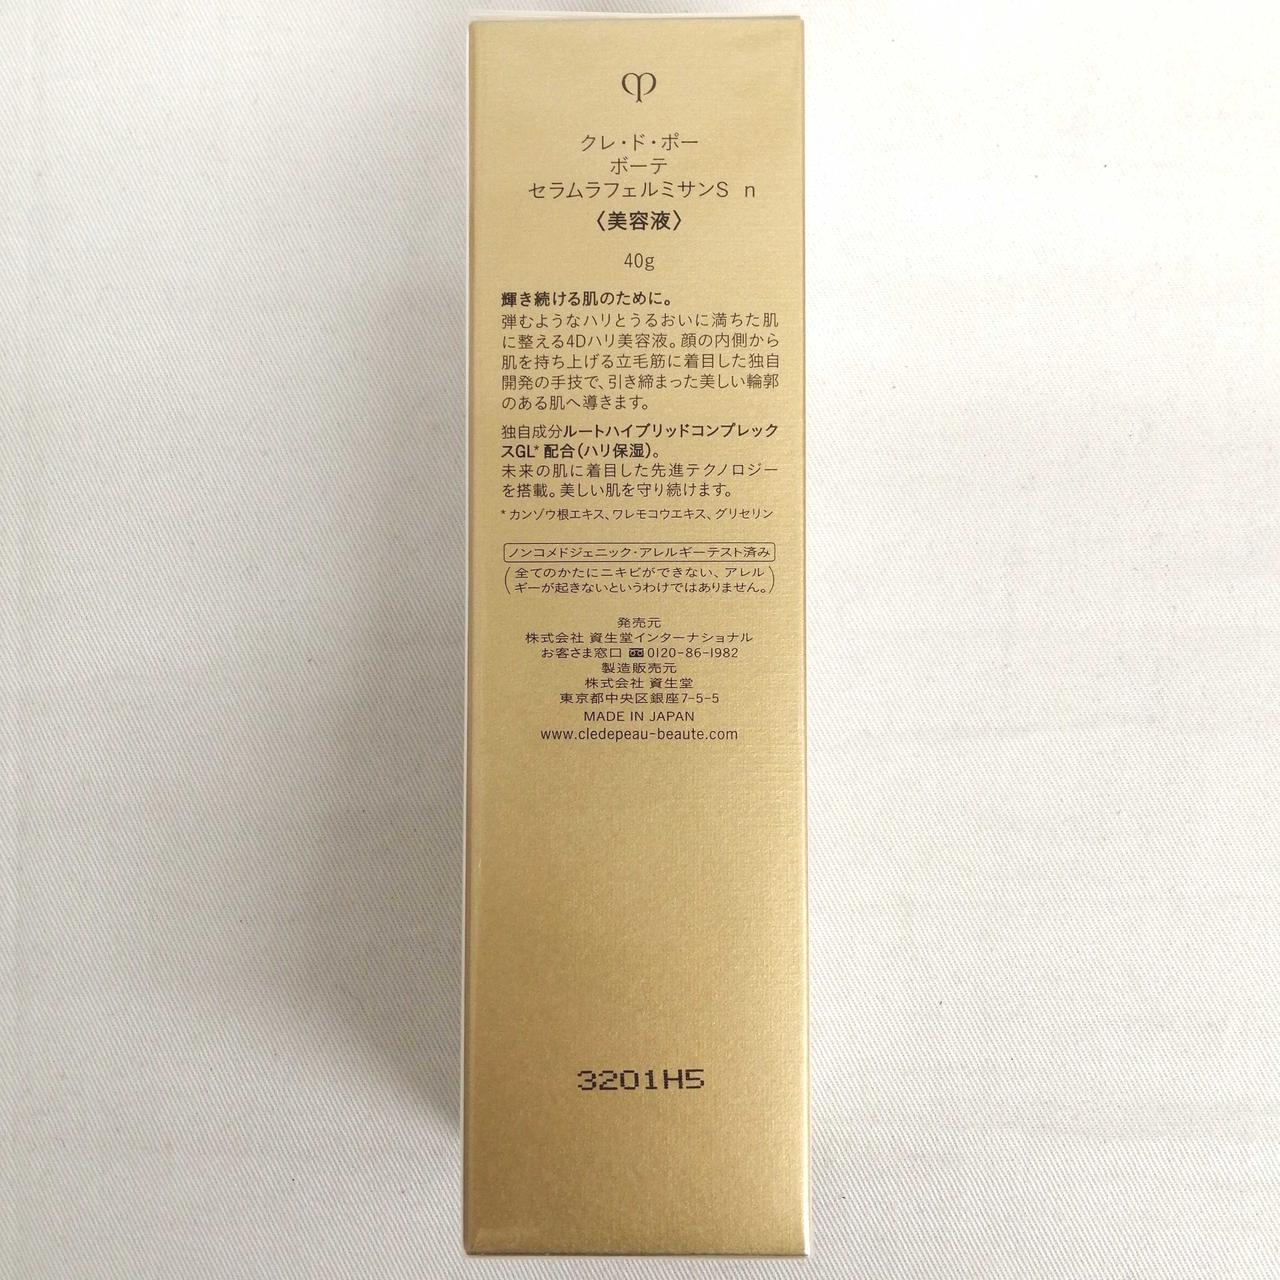 クレ・ド・ポー
ボーテ
セラムラフェルミサンS n
〈美容液〉
40g
輝き続ける肌のために。
弾むようなハリとうるおいに満ちた肌
に整える4Dハリ美容液。顔の内側から
肌を持ち上げる立毛筋に着目した独自
開発の手技で、引き締まった美しい輪郭
のある肌へ導きます。
独自成分ルートハイブリッドコンプレック
スGL* 配合(ハリ保湿)。
未来の肌に着目した先進テクノロジー
を搭載。美しい肌を守り続けます。
* カンゾウ根エキス、ワレモコウエキス、グリセリン
ノンコメドジェニック・アレルギーテスト済み
(全てのかたにニキビができない、アレル
ギーが起きないというわけではありません。)
発売元
株式会社 資生堂インターナショナル
お客さま窓口 0120-86-1982
製造販売元
株式会社 資生堂
東京都中央区銀座7-5-5
MADE IN JAPAN
www.cledepeau-beaute.com
3201H5